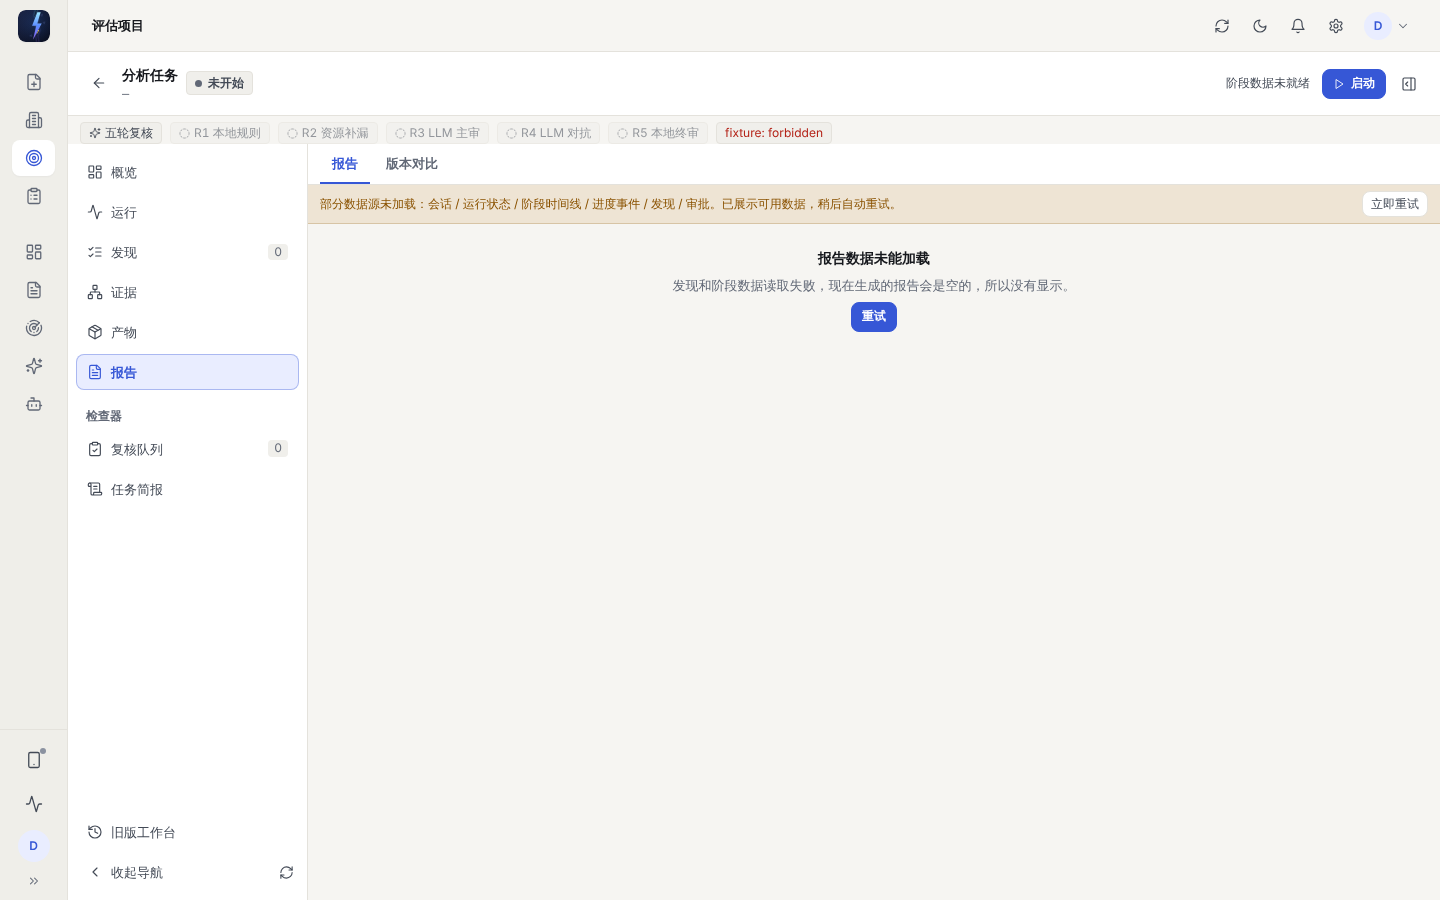 评估项目
D
分析任务
–
未开始
阶段数据未就绪
启动
五轮复核
R1 本地规则
R2 资源补漏
R3 LLM 主审
R4 LLM 对抗
R5 本地终审
fixture: forbidden
概览
运行
发现
0
证据
产物
报告
检查器
复核队列
0
任务简报
旧版工作台
收起导航
D
报告
版本对比
部分数据源未加载：会话 / 运行状态 / 阶段时间线 / 进度事件 / 发现 / 审批。已展示可用数据，稍后自动重试。
立即重试
报告数据未能加载
发现和阶段数据读取失败，现在生成的报告会是空的，所以没有显示。
重试